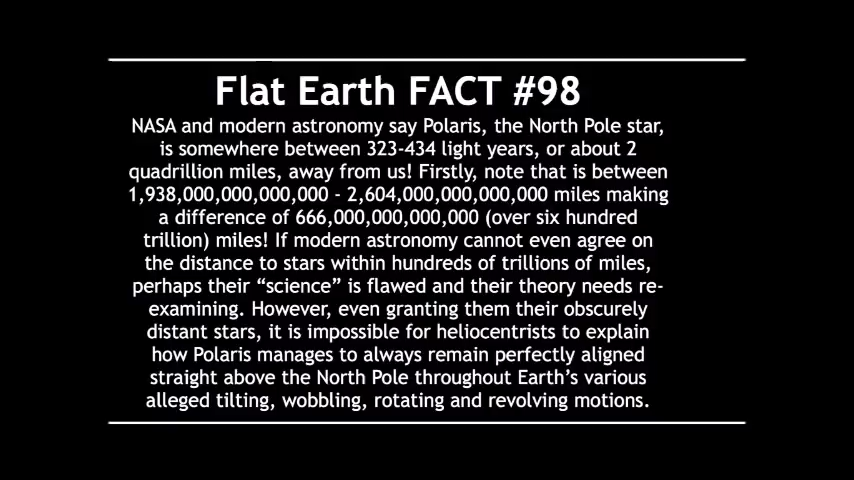 Flat Earth FACT #98
NASA and modern astronomy say Polaris, the North Pole star,
is somewhere between 323-434 light years, or about 2
quadrillion miles, away from us! Firstly, note that is between
1,938,000,000,000,000 - 2,604,000,000,000,000 miles making
a difference of 666,000,000,000,000 (over six hundred
trillion) miles! If modern astronomy cannot even agree on
the distance to stars within hundreds of trillions of miles,
perhaps their “science” is flawed and their theory needs re-
examining. However, even granting them their obscurely
distant stars, it is impossible for heliocentrists to explain
how Polaris manages to always remain perfectly aligned
straight above the North Pole throughout Earth’s various
alleged tilting, wobbling, rotating and revolving motions.